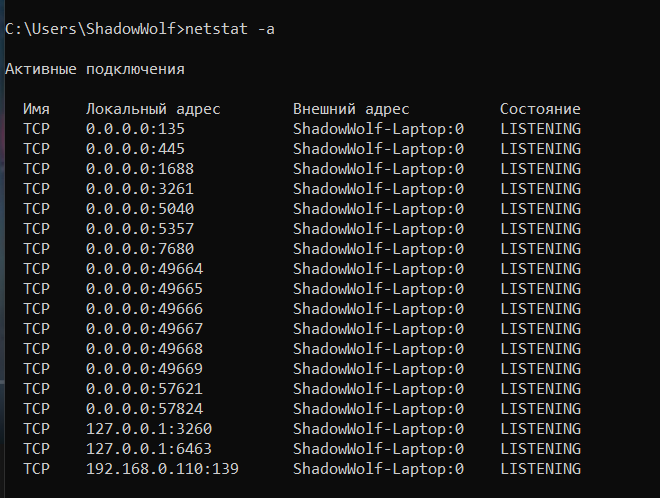 C:\Users\ShadowWolf>netstat -a
Активные подключения
Имя Локальный адрес Внешний адрес Состояние
TCP 0.0.0.0:135 ShadowWolf-Laptop:0 LISTENING
TCP 0.0.0.0:445 ShadowWolf-Laptop:0 LISTENING
TCP 0.0.0.0:1688 ShadowWolf-Laptop:0 LISTENING
TCP 0.0.0.0:3261 ShadowWolf-Laptop:0 LISTENING
TCP 0.0.0.0:5040 ShadowWolf-Laptop:0 LISTENING
TCP 0.0.0.0:5357 ShadowWolf-Laptop:0 LISTENING
TCP 0.0.0.0:7680 ShadowWolf-Laptop:0 LISTENING
TCP 0.0.0.0:49664 ShadowWolf-Laptop:0 LISTENING
TCP 0.0.0.0:49665 ShadowWolf-Laptop:0 LISTENING
TCP 0.0.0.0:49666 ShadowWolf-Laptop:0 LISTENING
TCP 0.0.0.0:49667 ShadowWolf-Laptop:0 LISTENING
TCP 0.0.0.0:49668 ShadowWolf-Laptop:0 LISTENING
TCP 0.0.0.0:49669 ShadowWolf-Laptop:0 LISTENING
TCP 0.0.0.0:57621 ShadowWolf-Laptop:0 LISTENING
TCP 0.0.0.0:57824 ShadowWolf-Laptop:0 LISTENING
TCP 127.0.0.1:3260 ShadowWolf-Laptop:0 LISTENING
TCP 127.0.0.1:6463 ShadowWolf-Laptop:0 LISTENING
TCP 192.168.0.110:139 ShadowWolf-Laptop:0 LISTENING